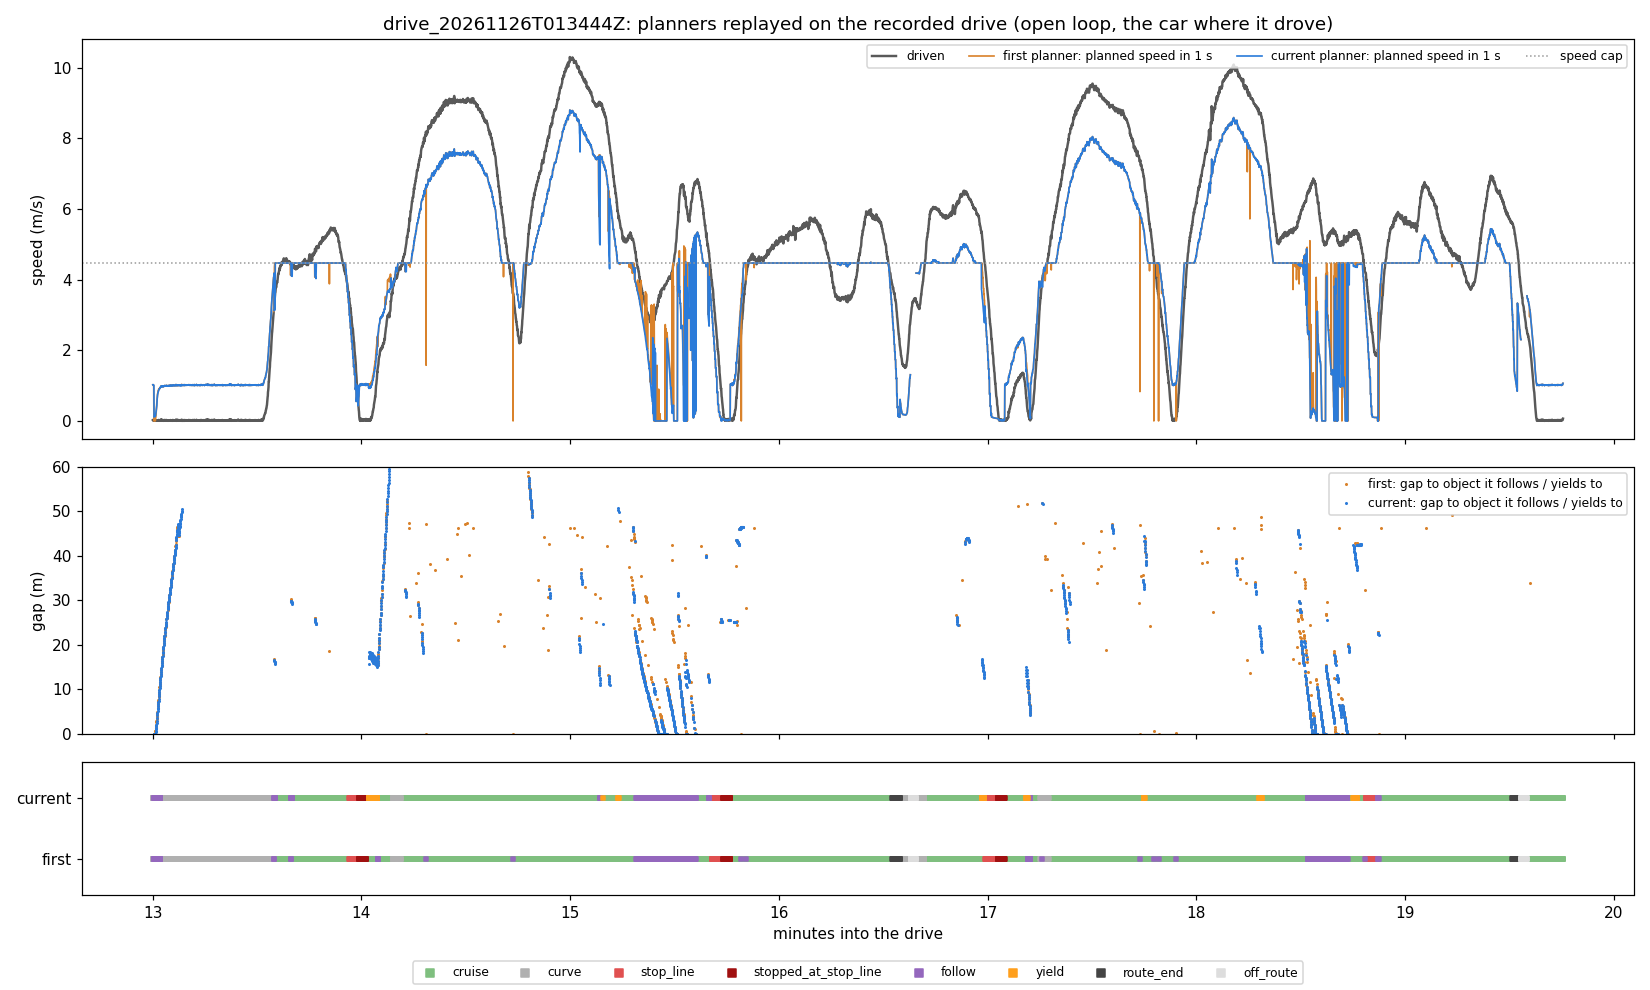 drive_20261126T013444Z: planners replayed on the recorded drive (open loop, the car where it drove)
driven
first planner: planned speed in 1 s
current planner: planned speed in 1 s
speed cap
speed (m/s)
10
8
6
4
2
0
first: gap to object it follows / yields to
current: gap to object it follows / yields to
gap (m)
60
50
40
30
20
10
0
current
first
13 14 15 16 17 18 19 20
minutes into the drive
cruise curve stop_line stopped_at_stop_line follow yield route_end off_route